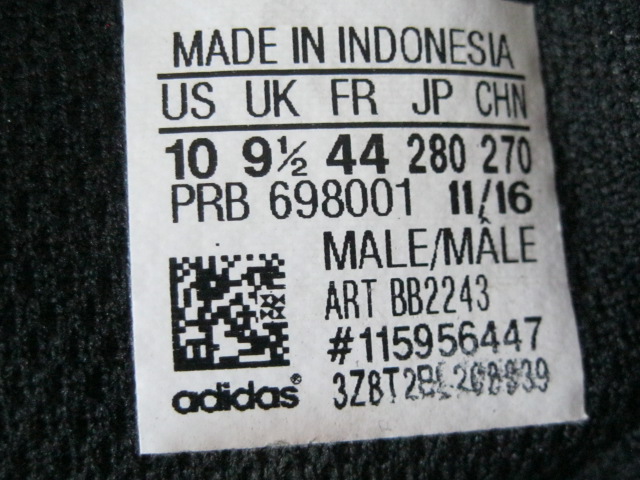 MADE IN INDONESIA
US UK FR JP CHN
10 9½ 44 280 270
PRB 698001 11/16
MALE/MÂLE
ART BB2243
#115956447
adidas®